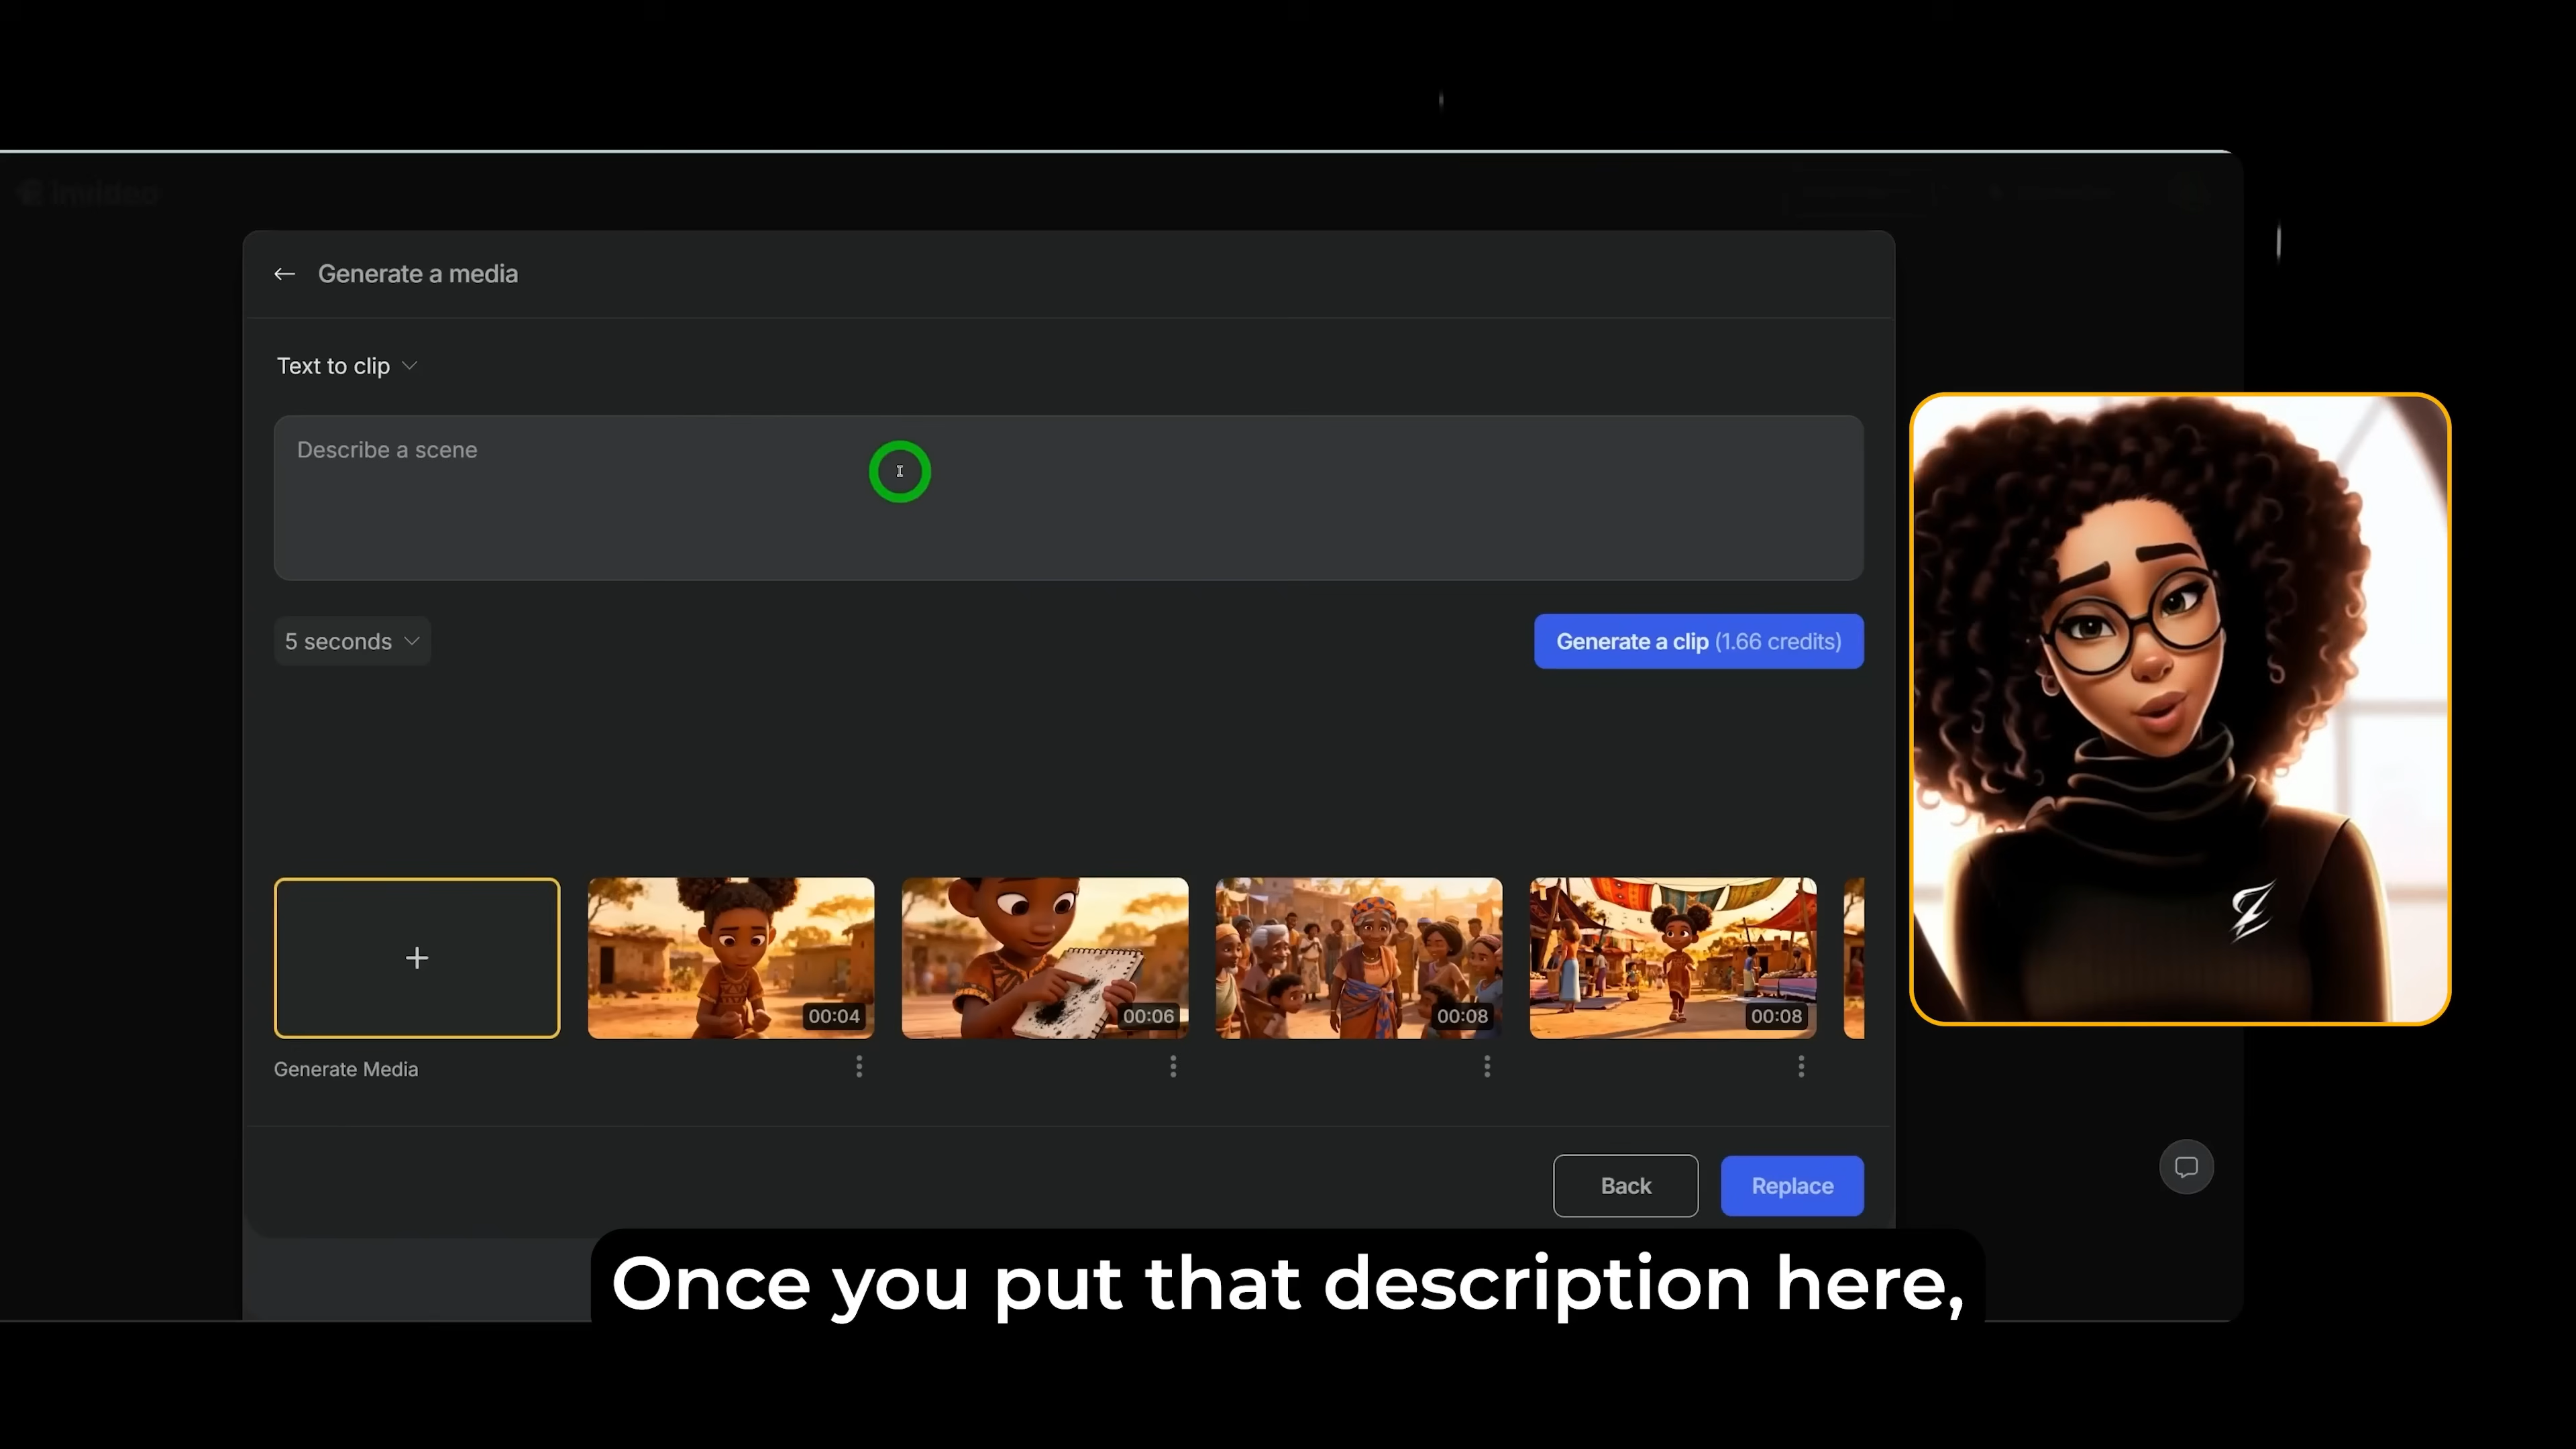 Generate a media
Text to clip
Describe a scene
5 seconds
Generate a clip (1.66 credits)
00:04
00:06
00:08
00:08
Generate Media
Back
Replace
Once you put that description here,